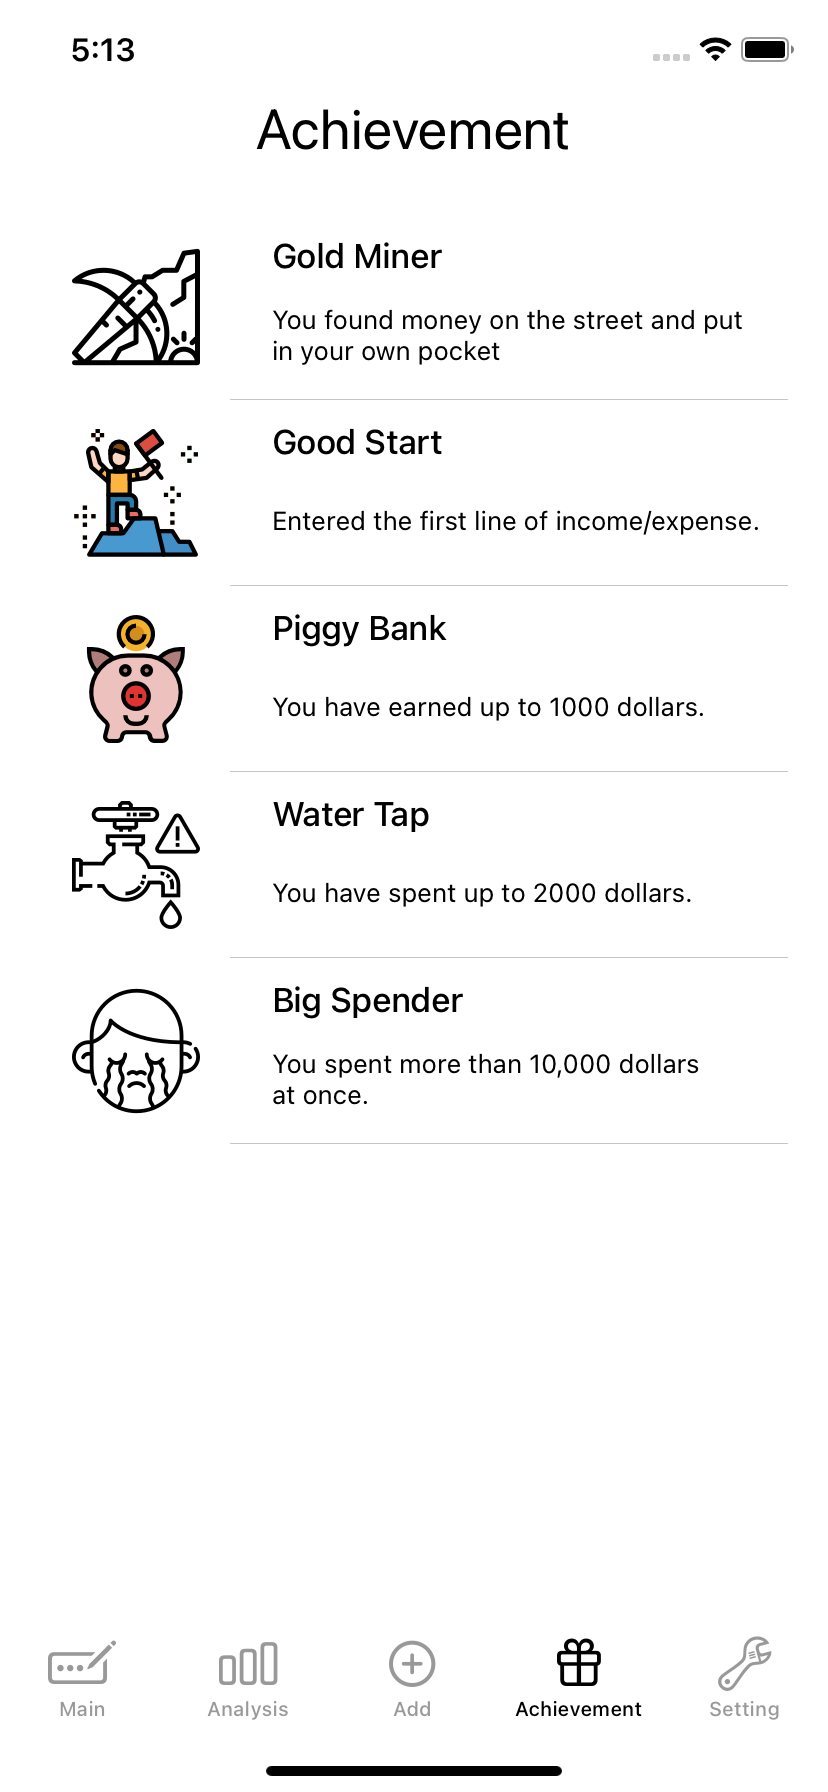 5:13
Achievement
Gold Miner
You found money on the street and put
in your own pocket
Good Start
Entered the first line of income/expense.
Piggy Bank
You have earned up to 1000 dollars.
Water Tap
You have spent up to 2000 dollars.
Big Spender
You spent more than 10,000 dollars
at once.
Main
Analysis
Add
Achievement
Setting